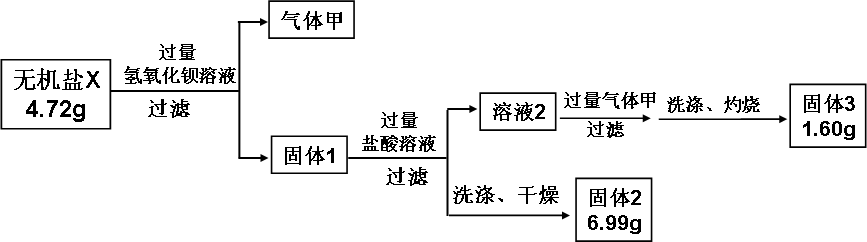 气体甲
无机盐X
4.72g
过量
氢氧化钡溶液
过滤
固体1
过量
盐酸溶液
过滤
溶液2
过量气体甲
过滤
洗涤、灼烧
固体3
1.60g
洗涤、干燥
固体2
6.99g